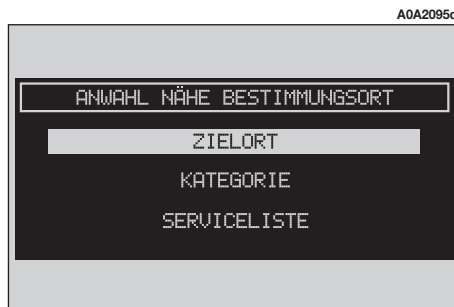 A0A2095c
ANWAHL NÄHE BESTIMMUNGSORT
ZIELORT
KATEGORIE
SERVICELISTE